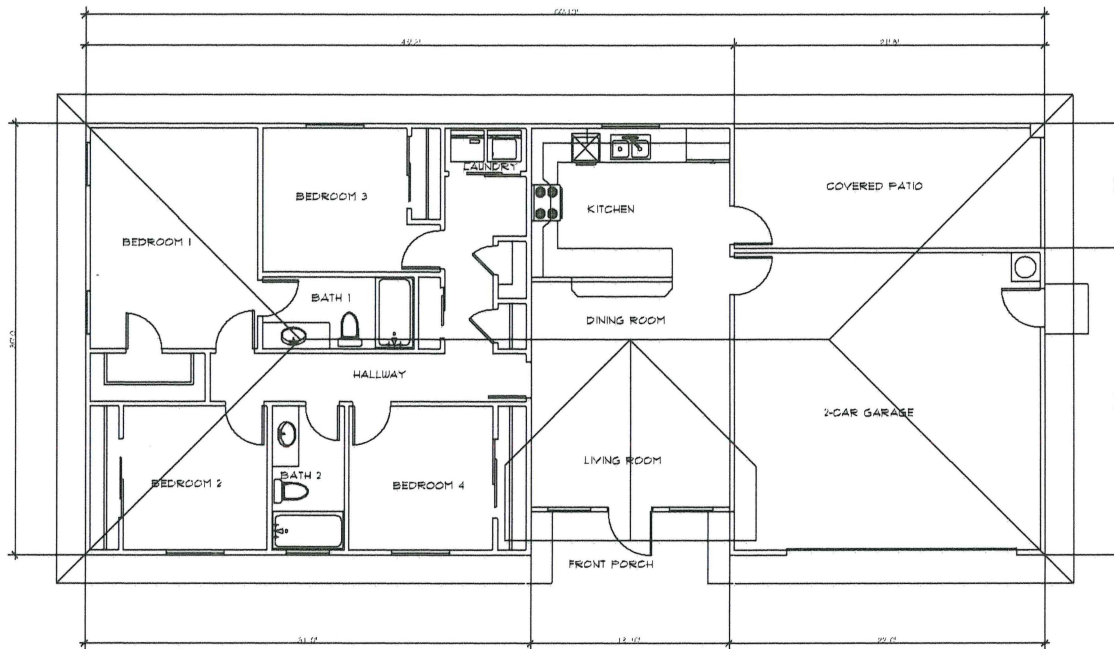 LAUNDRY
BEDROOM 3
COVERED PATIO
KITCHEN
BEDROOM 1
BATH 1
DINING ROOM
HALLWAY
2-CAR GARAGE
LIVING ROOM
BATH 2
BEDROOM 2
BEDROOM 4
FRONT PORCH